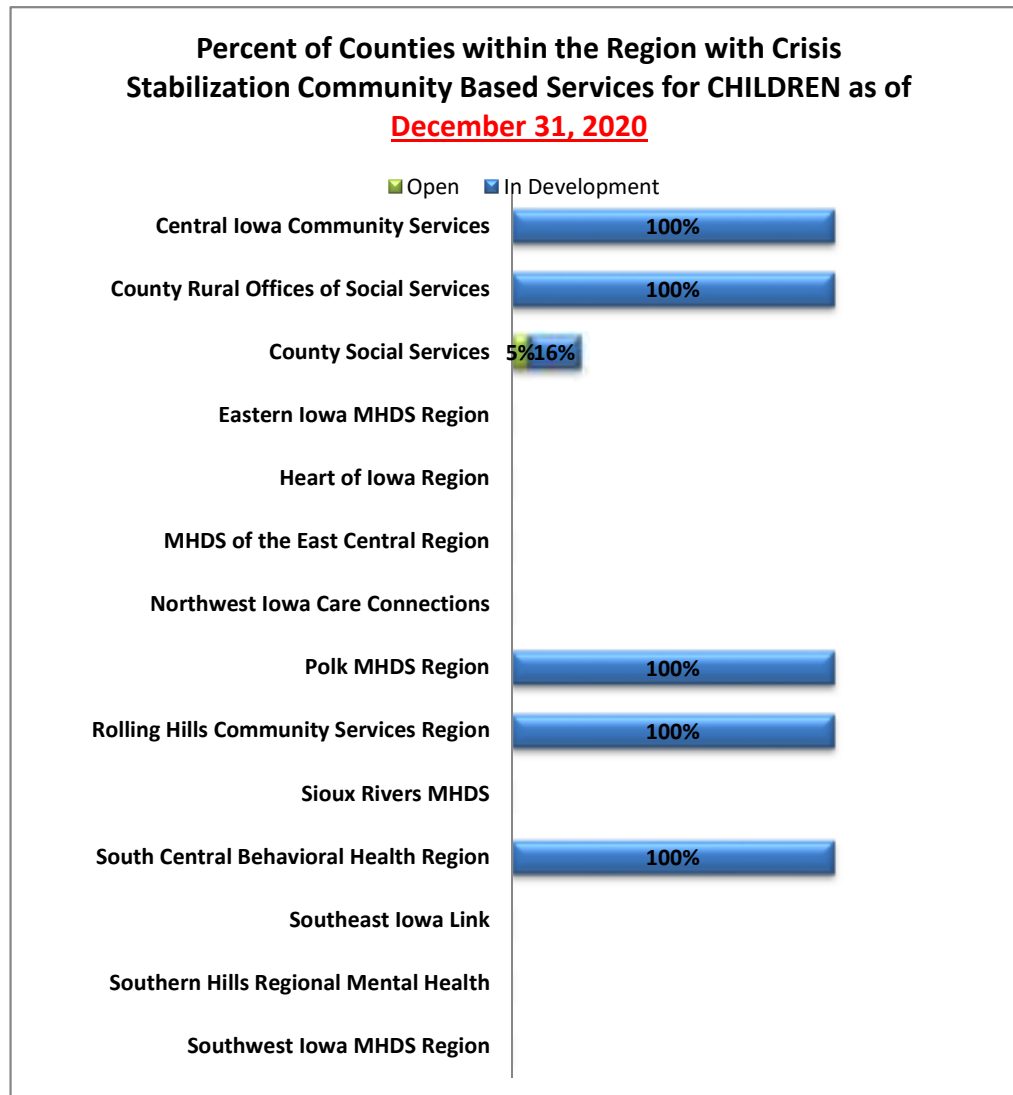 Percent of Counties within the Region with Crisis
Stabilization Community Based Services for CHILDREN as of
December 31, 2020
Open In Development
Central Iowa Community Services 100%
County Rural Offices of Social Services 100%
County Social Services 5% 16%
Eastern Iowa MHDS Region
Heart of Iowa Region
MHDS of the East Central Region
Northwest Iowa Care Connections
Polk MHDS Region 100%
Rolling Hills Community Services Region 100%
Sioux Rivers MHDS
South Central Behavioral Health Region 100%
Southeast Iowa Link
Southern Hills Regional Mental Health
Southwest Iowa MHDS Region